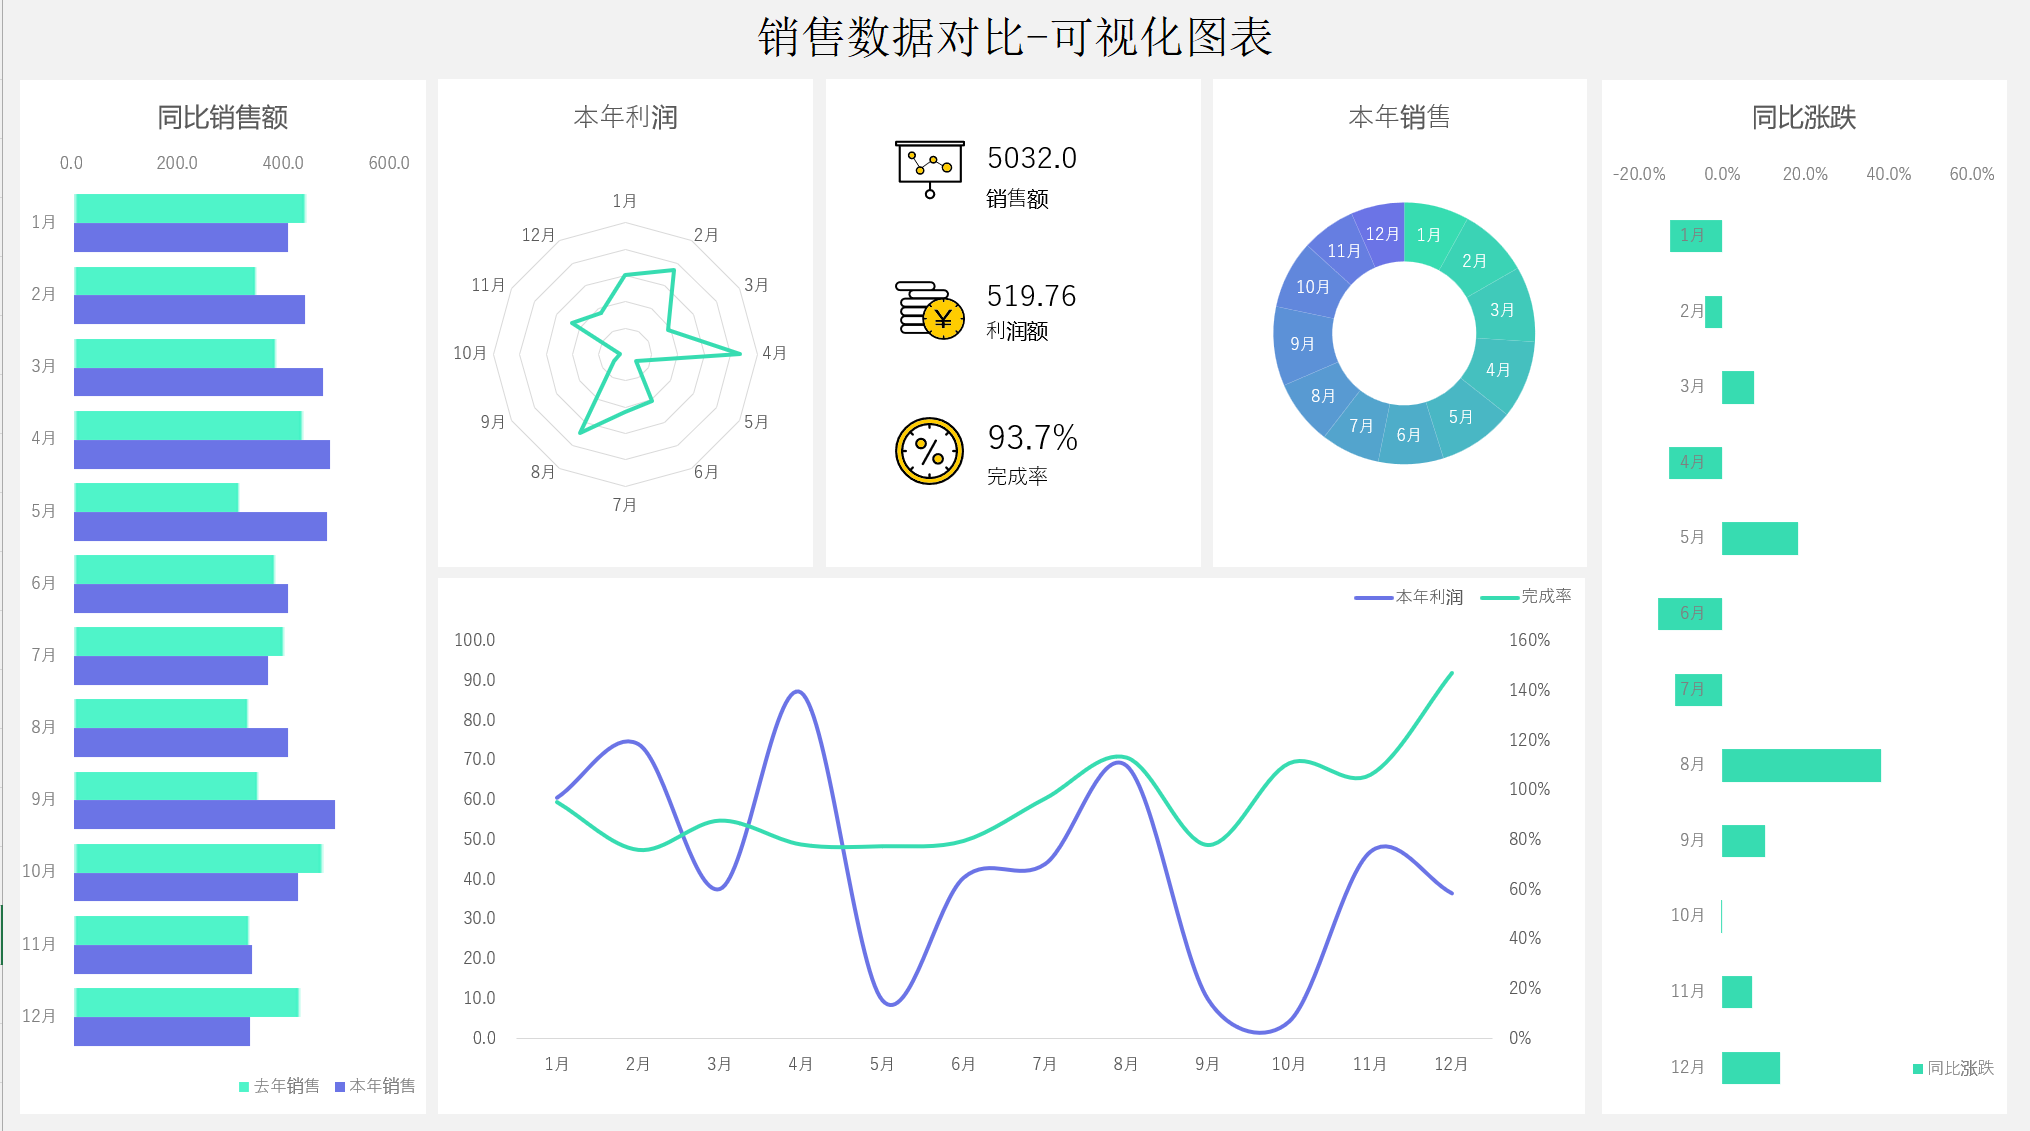 销售数据对比-可视化图表
同比销售额
0.0 200.0 400.0 600.0
1月
2月
3月
4月
5月
6月
7月
8月
9月
10月
11月
12月
去年销售 本年销售
本年利润
1月
2月
3月
4月
5月
6月
7月
8月
9月
10月
11月
12月
5032.0
销售额
519.76
利润额
93.7%
完成率
本年销售
1月
2月
3月
4月
5月
6月
7月
8月
9月
10月
11月
12月
本年利润 完成率
100.0
90.0
80.0
70.0
60.0
50.0
40.0
30.0
20.0
10.0
0.0
160%
140%
120%
100%
80%
60%
40%
20%
0%
1月 2月 3月 4月 5月 6月 7月 8月 9月 10月 11月 12月
同比涨跌
-20.0% 0.0% 20.0% 40.0% 60.0%
1月
2月
3月
4月
5月
6月
7月
8月
9月
10月
11月
12月
同比涨跌